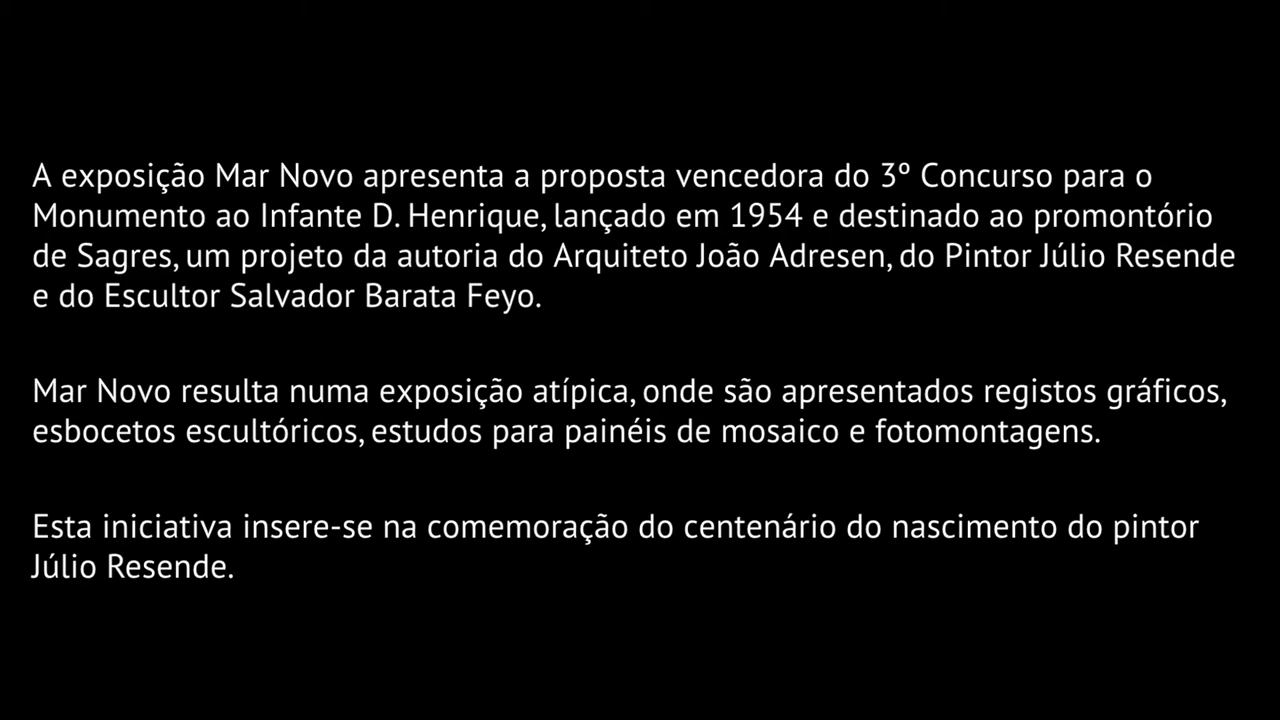 A exposição Mar Novo apresenta a proposta vencedora do 3º Concurso para o
Monumento ao Infante D. Henrique, lançado em 1954 e destinado ao promontório
de Sagres, um projeto da autoria do Arquiteto João Adresen, do Pintor Júlio Resende
e do Escultor Salvador Barata Feyo.
Mar Novo resulta numa exposição atípica, onde são apresentados registos gráficos,
esbocetos escultóricos, estudos para painéis de mosaico e fotomontagens.
Esta iniciativa insere-se na comemoração do centenário do nascimento do pintor
Júlio Resende.